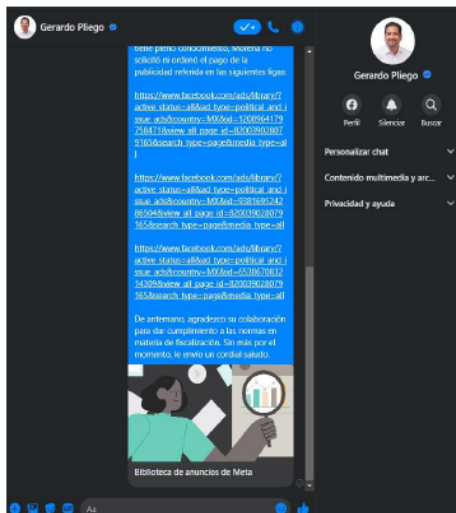 Gerardo Pliego
tiene pleno conocimiento, Morena no
solicitó ni ordenó el pago de la
publicidad referida en las siguientes ligas:
https://www.facebook.com/ads/library/?
active_status=all&ad_type=political_and_i
ssue_ads&country=MX&id=1200964179
758471&view_all_page_id=82003902807
9165&search_type=page&media_type=al
l
https://www.facebook.com/ads/library/?
active_status=all&ad_type=political_and_i
ssue_ads&country=MX&id=9381695242
86504&view_all_page_id=820039028079
165&search_type=page&media_type=all
https://www.facebook.com/ads/library/?
active_status=all&ad_type=political_and_i
ssue_ads&country=MX&id=6538670832
14309&view_all_page_id=820039028079
165&search_type=page&media_type=all
De antemano, agradezco su colaboración
para dar cumplimiento a las normas en
materia de fiscalización. Sin más por el
momento, le envío un cordial saludo.
Biblioteca de anuncios de Meta
Aa
Gerardo Pliego
Perfil Silenciar Buscar
Personalizar chat
Contenido multimedia y arc...
Privacidad y ayuda